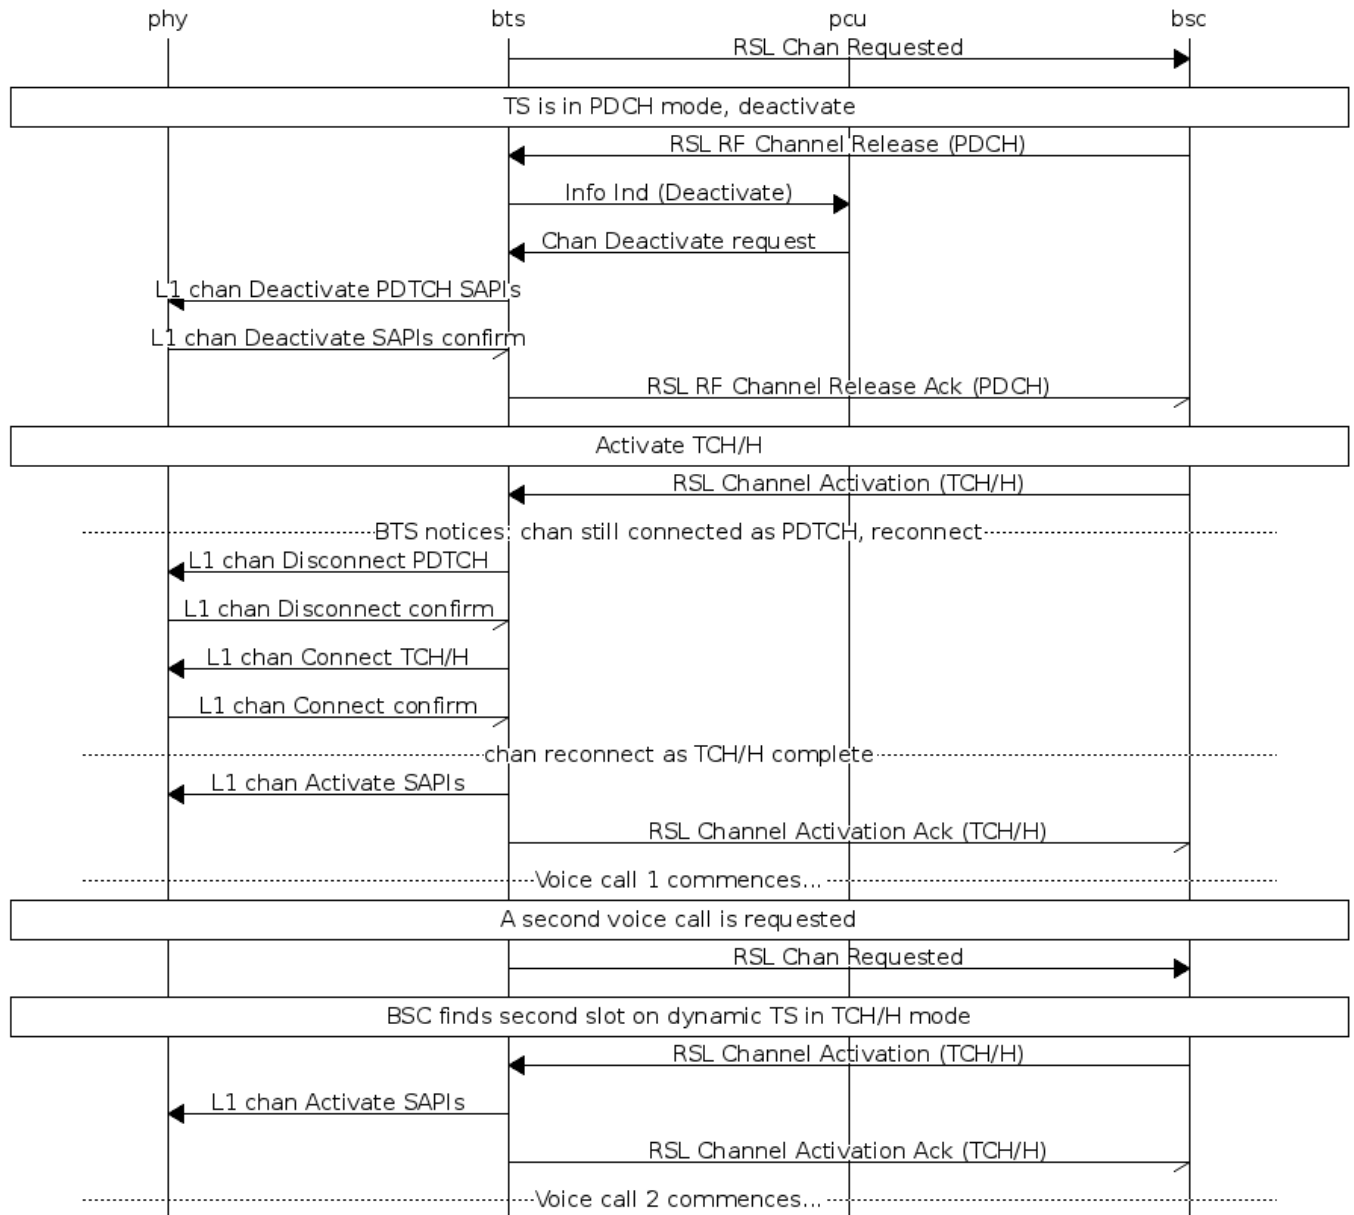 phy bts pcu bsc
RSL Chan Requested
TS is in PDCH mode, deactivate
RSL RF Channel Release (PDCH)
Info Ind (Deactivate)
Chan Deactivate request
L1 chan Deactivate PDTCH SAPIs
L1 chan Deactivate SAPIs confirm
RSL RF Channel Release Ack (PDCH)
Activate TCH/H
RSL Channel Activation (TCH/H)
BTS notices: chan still connected as PDTCH, reconnect
L1 chan Disconnect PDTCH
L1 chan Disconnect confirm
L1 chan Connect TCH/H
L1 chan Connect confirm
chan reconnect as TCH/H complete
L1 chan Activate SAPIs
RSL Channel Activation Ack (TCH/H)
Voice call 1 commences...
A second voice call is requested
RSL Chan Requested
BSC finds second slot on dynamic TS in TCH/H mode
RSL Channel Activation (TCH/H)
L1 chan Activate SAPIs
RSL Channel Activation Ack (TCH/H)
Voice call 2 commences...